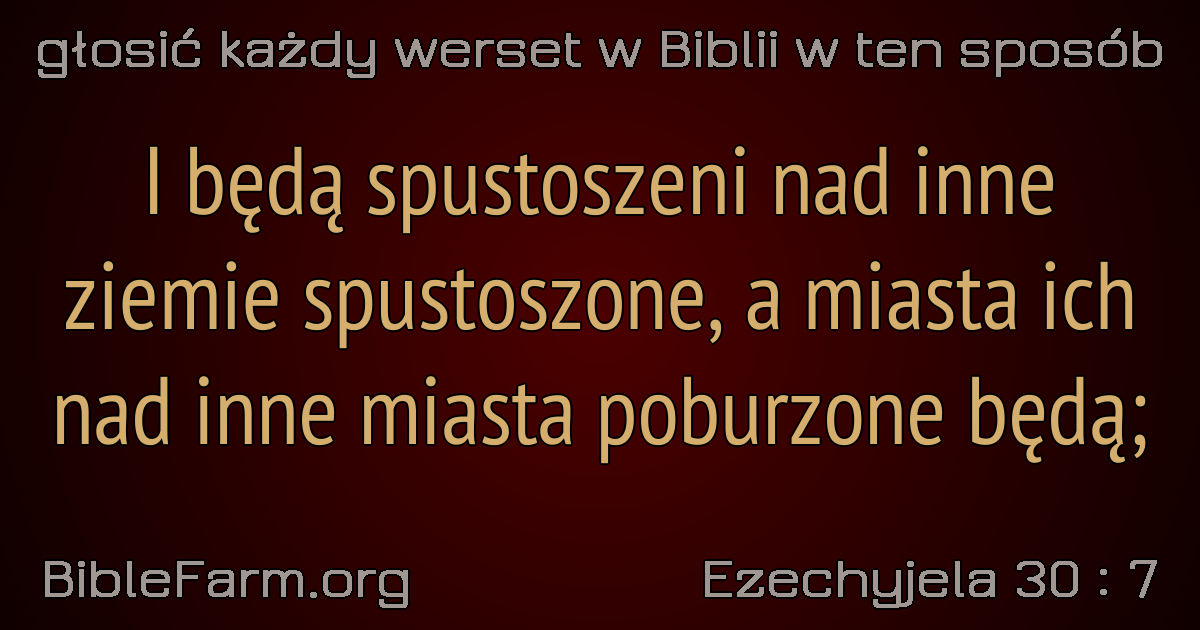 głosić każdy werset w Biblii w ten sposób
I będą spustoszeni nad inne
ziemie spustoszone, a miasta ich
nad inne miasta poburzone będą;
BibleFarm.org
Ezechyjela 30 : 7